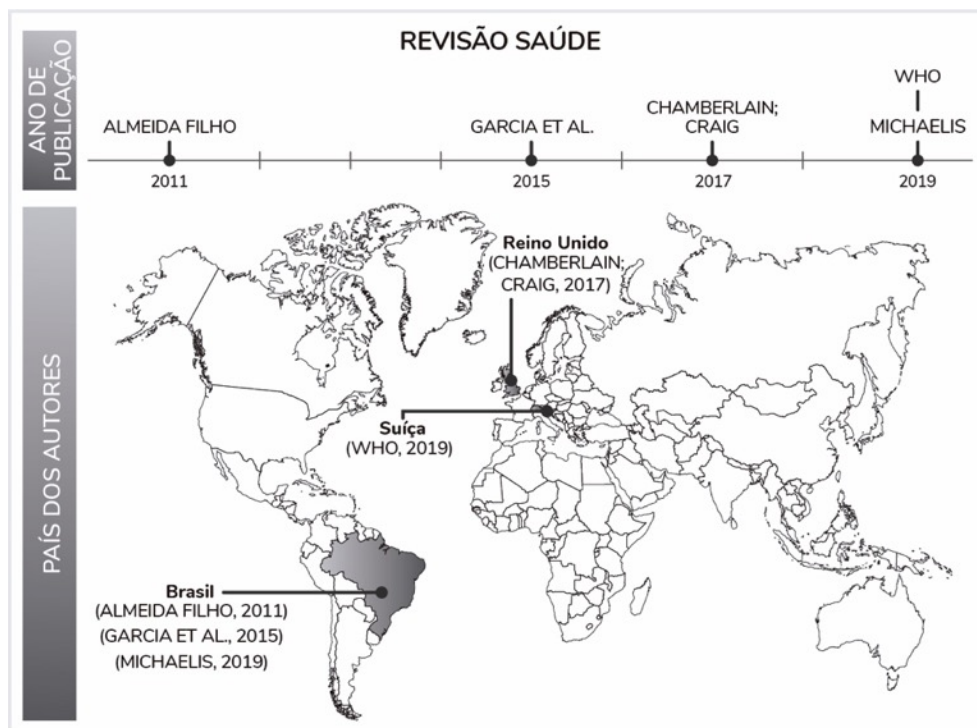 REVISÃO SAÚDE
ANO DE
PUBLICAÇÃO
WHO
ALMEIDA FILHO
GARCIA ET AL.
CHAMBERLAIN;
CRAIG
MICHAELIS
2011
2015
2017
2019
PAÍS DOS AUTORES
Reino Unido
(CHAMBERLAIN;
CRAIG, 2017)
Suíça
(WHO, 2019)
Brasil
(ALMEIDA FILHO, 2011)
(GARCIA ET AL., 2015)
(MICHAELIS, 2019)